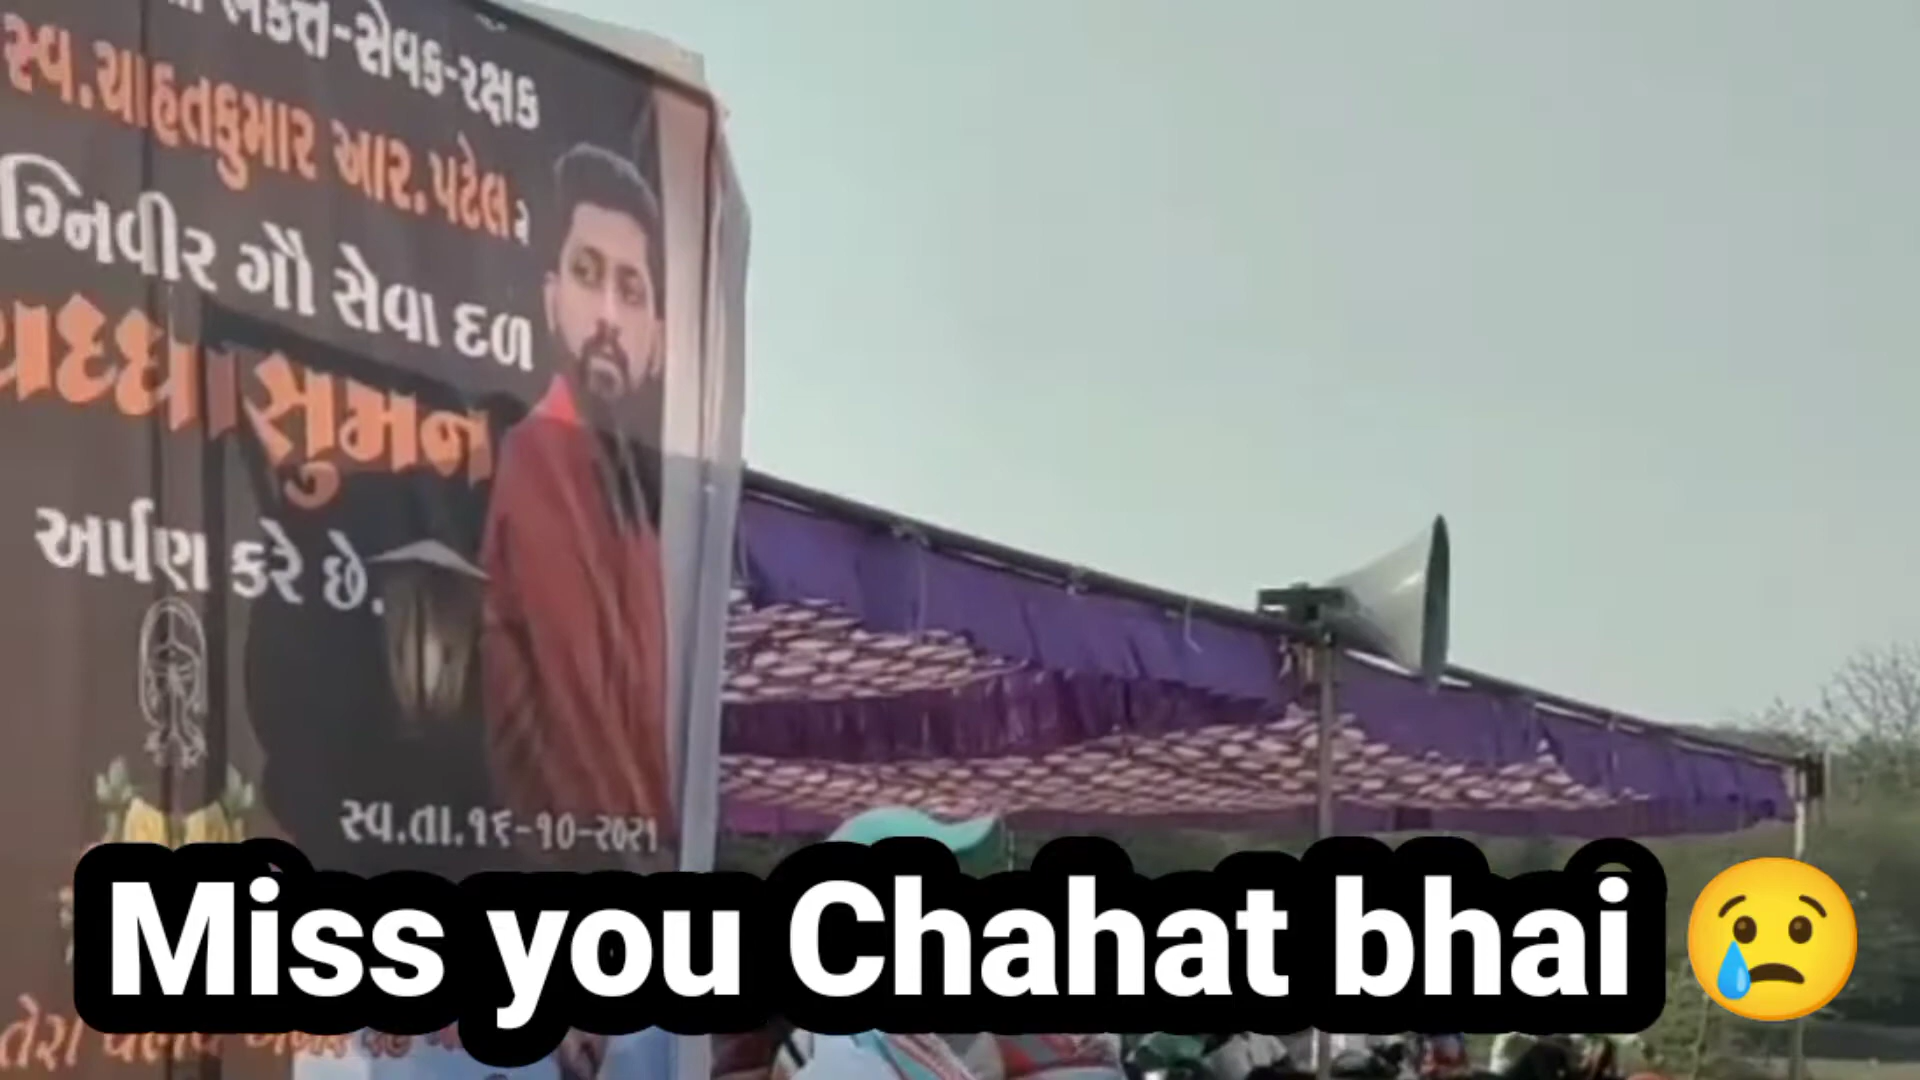 ભક્ત-સેવક-રક્ષક
સ્વ.ચાહતકુમાર આર.પટેલ
ગૌ સેવા દળ
સુમન
અર્પણ કરે છે.
સ્વ.તા.૧૬-૧૦-૨૦૨૧
Miss you Chahat bhai 😢